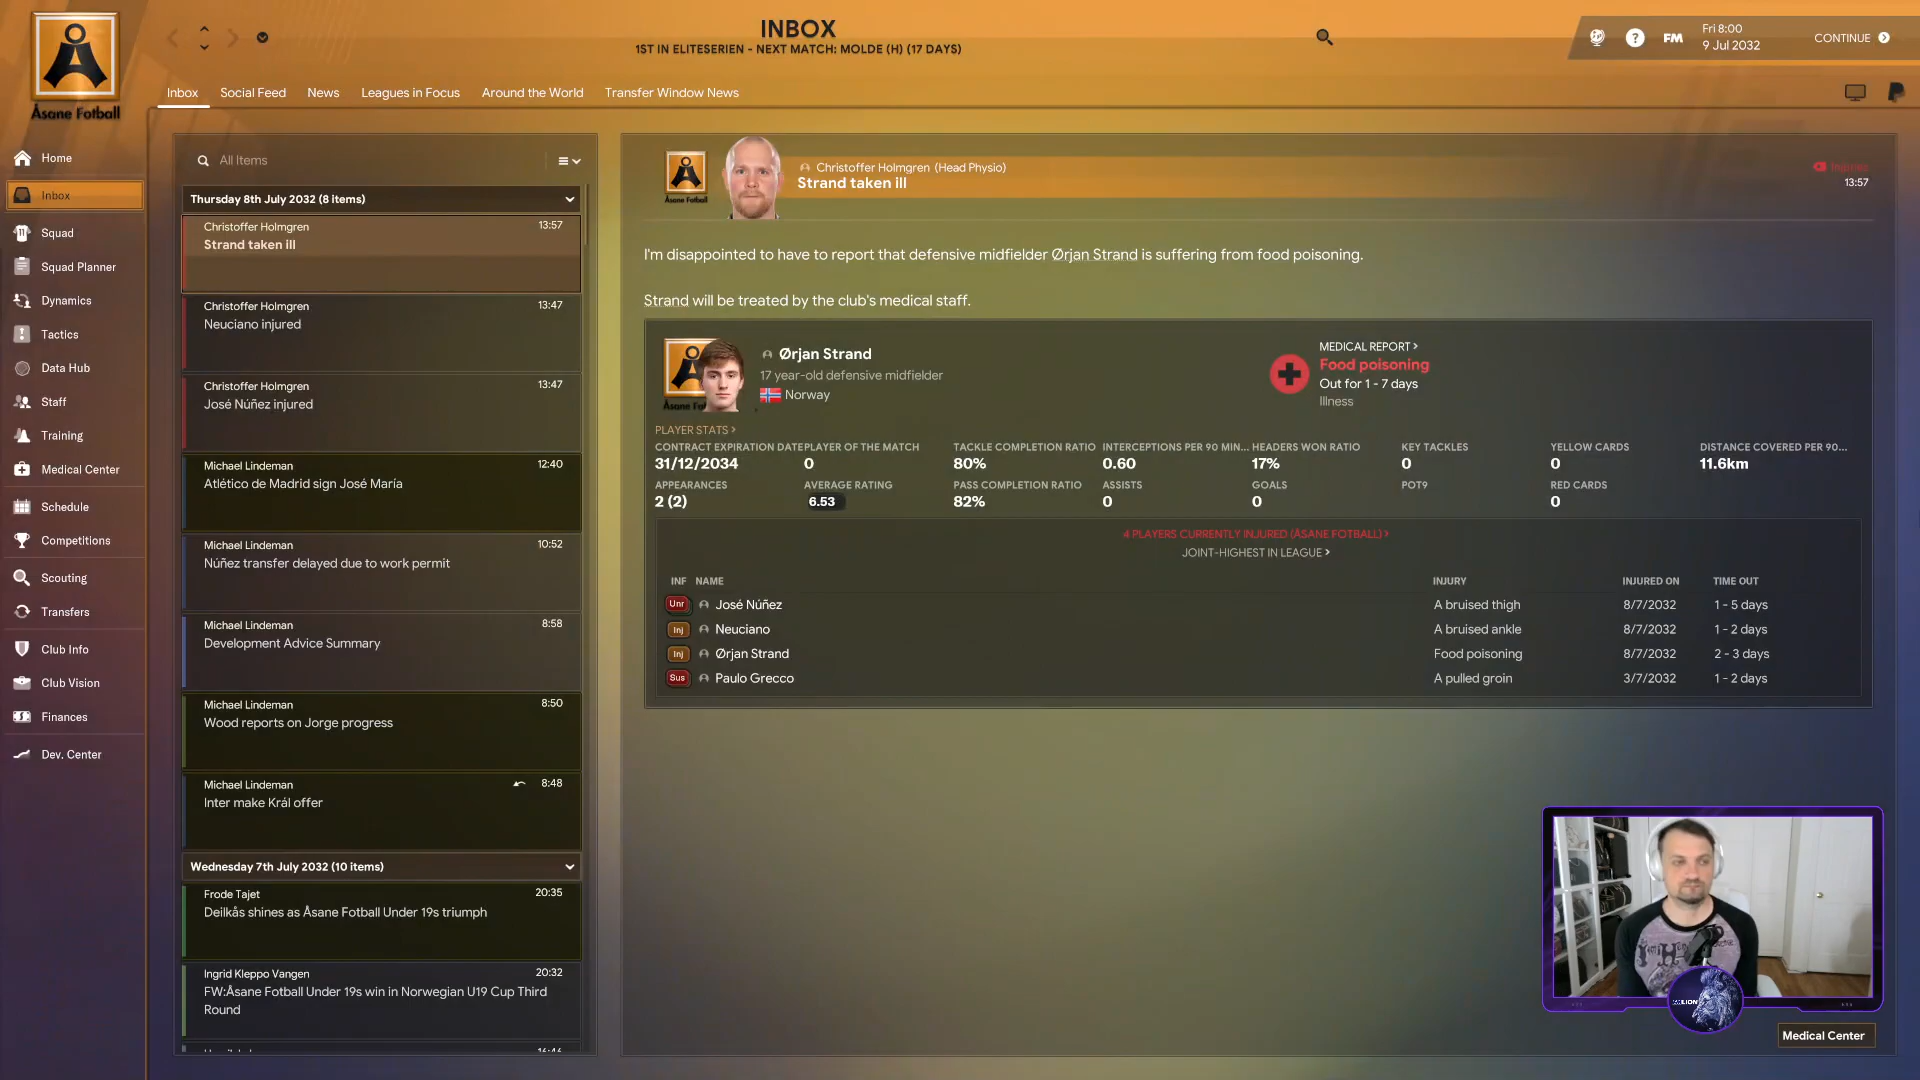 INBOX
1ST IN ELITESERIEN - NEXT MATCH: MOLDE (H) (17 DAYS)
FM
Fri 8:00
9 Jul 2032
CONTINUE
Åsane Fotball
Inbox
Social Feed
News
Leagues in Focus
Around the World
Transfer Window News
Home
Inbox
Squad
Squad Planner
Dynamics
Tactics
Data Hub
Staff
Training
Medical Center
Schedule
Competitions
Scouting
Transfers
Club Info
Club Vision
Finances
Dev. Center
All Items
Thursday 8th July 2032 (8 items)
Christoffer Holmgren 13:57
Strand taken ill
Christoffer Holmgren 13:47
Neuciano injured
Christoffer Holmgren 13:47
José Núñez injured
Michael Lindeman 12:40
Atlético de Madrid sign José María
Michael Lindeman 10:52
Núñez transfer delayed due to work permit
Michael Lindeman 8:58
Development Advice Summary
Michael Lindeman 8:50
Wood reports on Jorge progress
Michael Lindeman 8:48
Inter make Král offer
Wednesday 7th July 2032 (10 items)
Frode Tajet 20:35
Deilkås shines as Åsane Fotball Under 19s triumph
Ingrid Kleppo Vangen 20:32
FW:Åsane Fotball Under 19s win in Norwegian U19 Cup Third
Round
Åsane Fotball
Christoffer Holmgren (Head Physio)
Strand taken ill
Injuries
13:57
I'm disappointed to have to report that defensive midfielder Ørjan Strand is suffering from food poisoning.
Strand will be treated by the club's medical staff.
Ørjan Strand
17 year-old defensive midfielder
Norway
MEDICAL REPORT >
Food poisoning
Out for 1 - 7 days
Illness
PLAYER STATS >
CONTRACT EXPIRATION DATE PLAYER OF THE MATCH TACKLE COMPLETION RATIO INTERCEPTIONS PER 90 MIN... HEADERS WON RATIO KEY TACKLES YELLOW CARDS DISTANCE COVERED PER 90...
31/12/2034 0 80% 0.60 17% 0 0 11.6km
APPEARANCES AVERAGE RATING PASS COMPLETION RATIO ASSISTS GOALS POT9 RED CARDS
2 (2) 6.53 82% 0 0 0
4 PLAYERS CURRENTLY INJURED (ÅSANE FOTBALL) >
JOINT-HIGHEST IN LEAGUE >
INF NAME INJURY INJURED ON TIME OUT
Unr José Núñez A bruised thigh 8/7/2032 1 - 5 days
Inj Neuciano A bruised ankle 8/7/2032 1 - 2 days
Inj Ørjan Strand Food poisoning 8/7/2032 2 - 3 days
Sus Paulo Grecco A pulled groin 3/7/2032 1 - 2 days
Medical Center